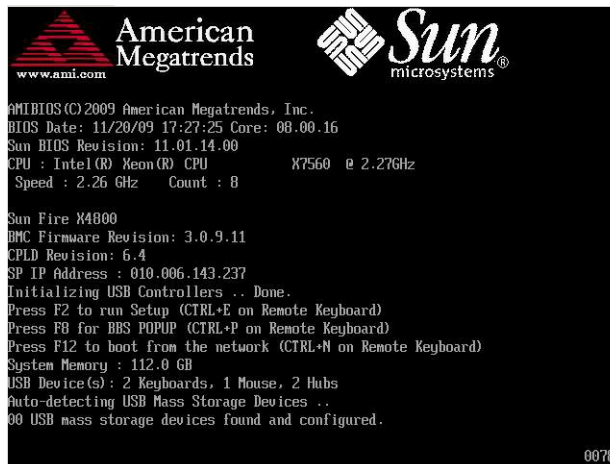 American
Megatrends
www.ami.com
Sun®
microsystems
AMIBIOS(C)2009 American Megatrends, Inc.
BIOS Date: 11/20/09 17:27:25 Core: 08.00.16
Sun BIOS Revision: 11.01.14.00
CPU : Intel(R) Xeon(R) CPU X7560 @ 2.27GHz
Speed : 2.26 GHz Count : 8
Sun Fire X4800
BMC Firmware Revision: 3.0.9.11
CPLD Revision: 6.4
SP IP Address : 010.006.143.237
Initializing USB Controllers .. Done.
Press F2 to run Setup (CTRL+E on Remote Keyboard)
Press F8 for BBS POPUP (CTRL+P on Remote Keyboard)
Press F12 to boot from the network (CTRL+N on Remote Keyboard)
System Memory : 112.0 GB
USB Device(s): 2 Keyboards, 1 Mouse, 2 Hubs
Auto-detecting USB Mass Storage Devices ..
00 USB mass storage devices found and configured.
0078